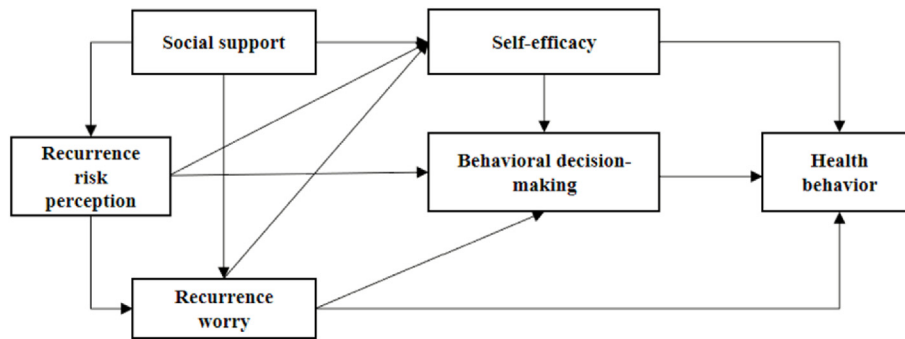 Social support
Self-efficacy
Recurrence
risk
perception
Behavioral decision-
making
Health
behavior
Recurrence
worry